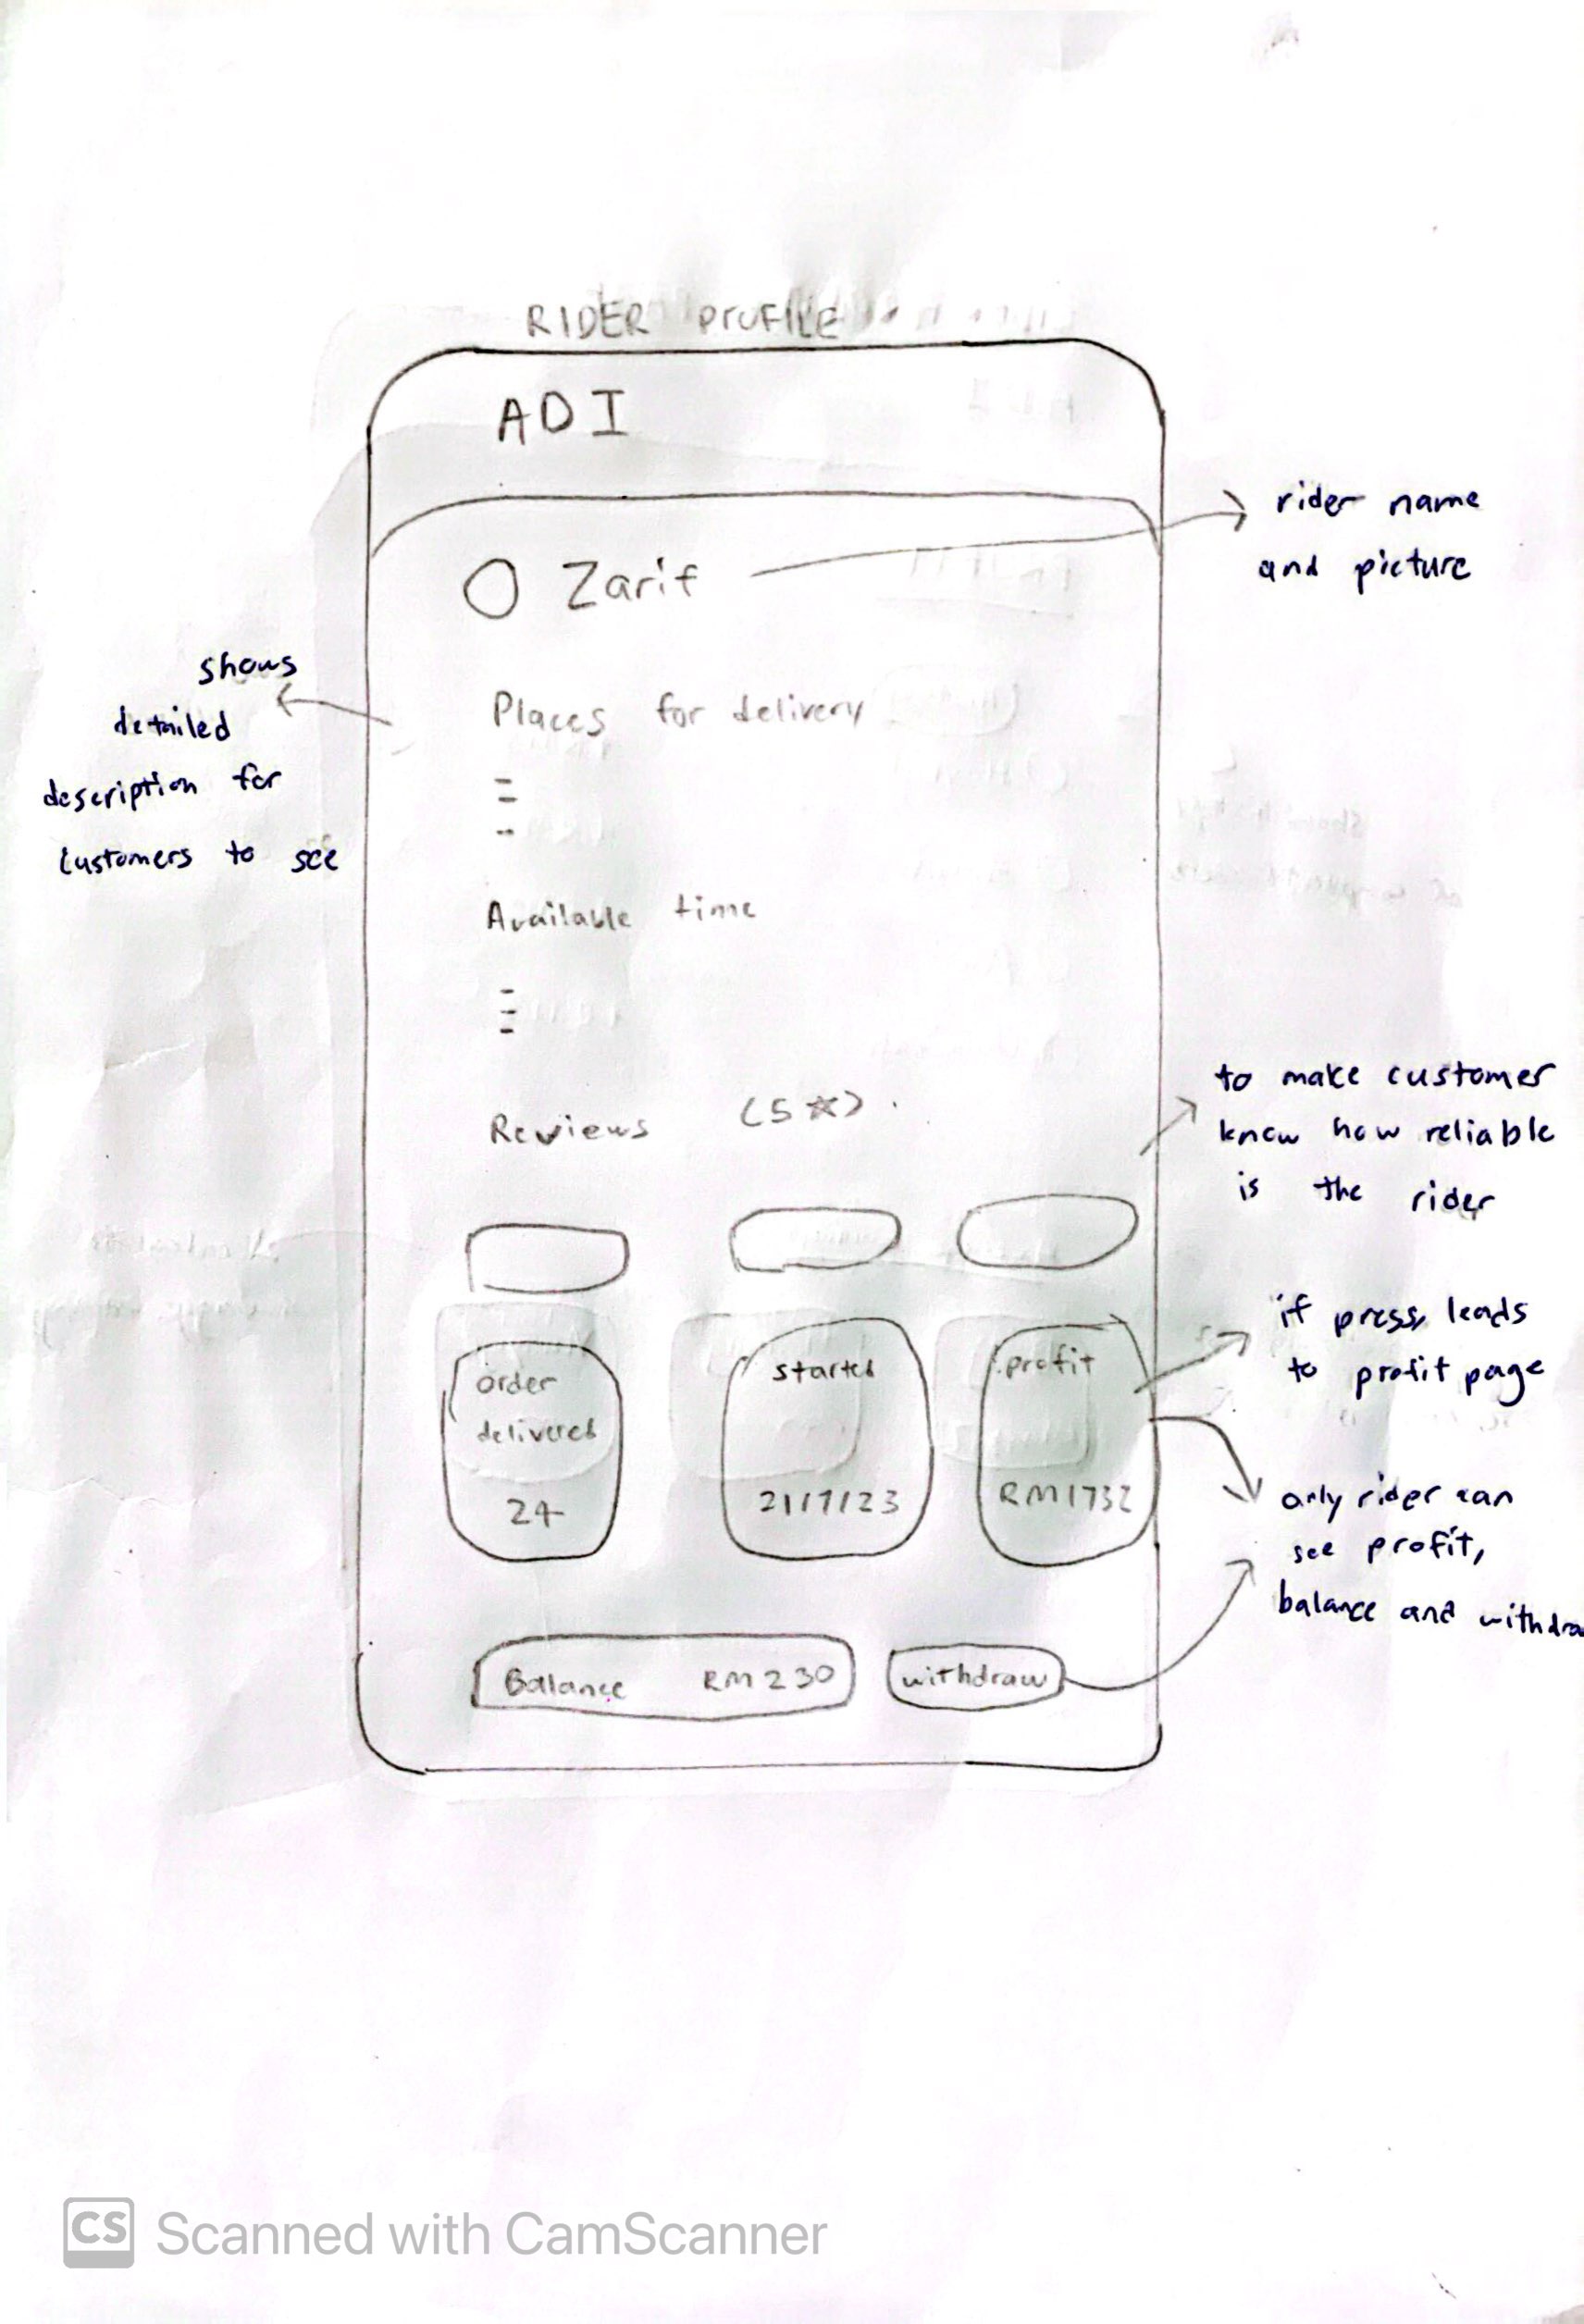 RIDER PROFILE
ADI
Zarif
rider name
and picture
shows
detailed
description for
customers to see
Places for delivery
Available time
Reviews (5☆)
to make customer
know how reliable
is the rider
order
delivered
24
started
21/7/23
profit
RM1732
if press, leads
to profit page
only rider can
see profit,
balance and withdra
Ballance RM230
withdraw
CS Scanned with CamScanner